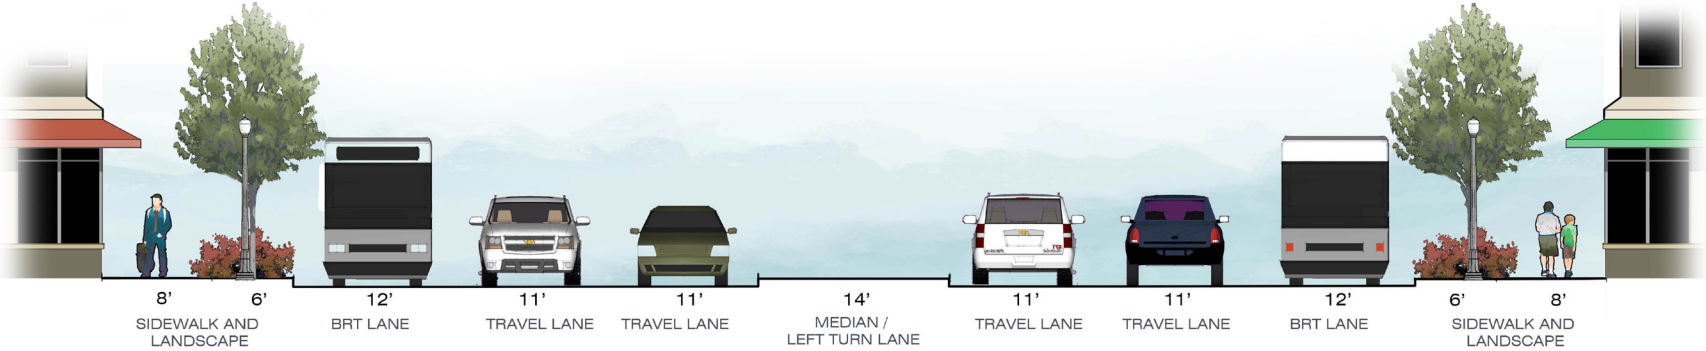 8' 6' 12' 11' 11' 14' 11' 11' 12' 6' 8'
SIDEWALK AND
LANDSCAPE
BRT LANE
TRAVEL LANE
TRAVEL LANE
MEDIAN /
LEFT TURN LANE
TRAVEL LANE
TRAVEL LANE
BRT LANE
SIDEWALK AND
LANDSCAPE